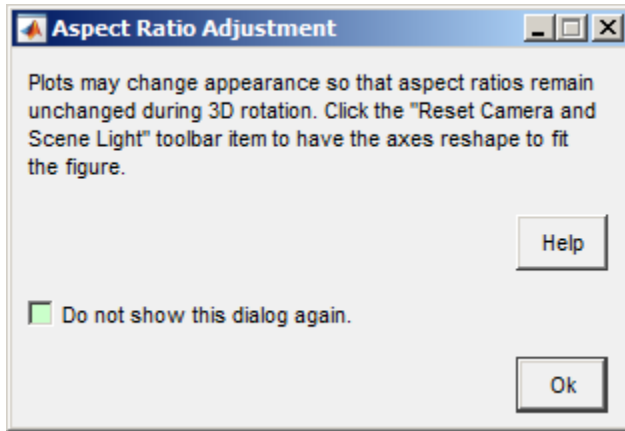 Aspect Ratio Adjustment
Plots may change appearance so that aspect ratios remain
unchanged during 3D rotation. Click the "Reset Camera and
Scene Light" toolbar item to have the axes reshape to fit
the figure.
Help
Do not show this dialog again.
Ok